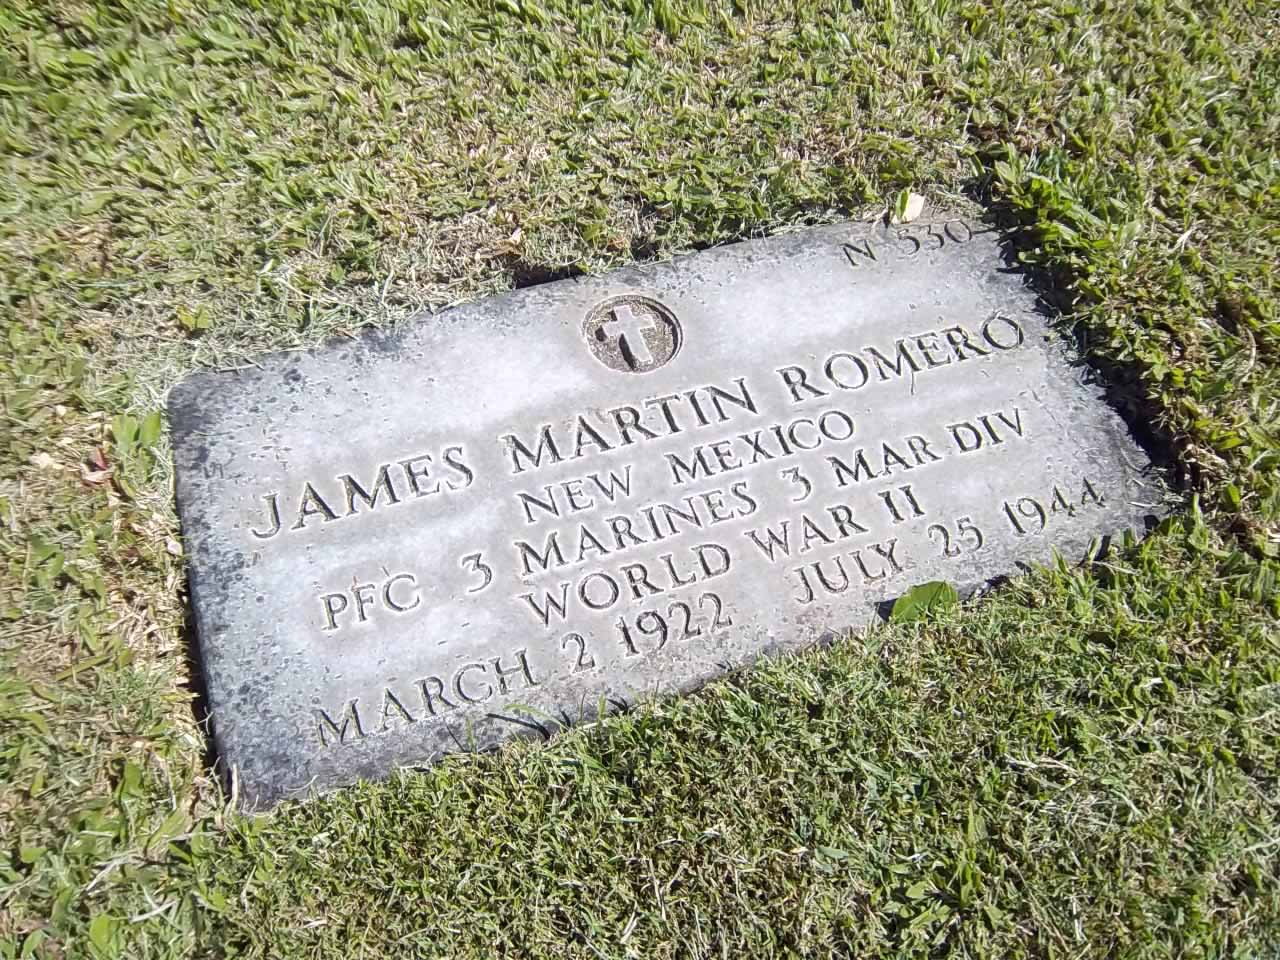 N 330
JAMES MARTIN ROMERO
NEW MEXICO
PFC 3 MARINES 3 MAR DIV
WORLD WAR II
MARCH 2 1922 JULY 25 1944